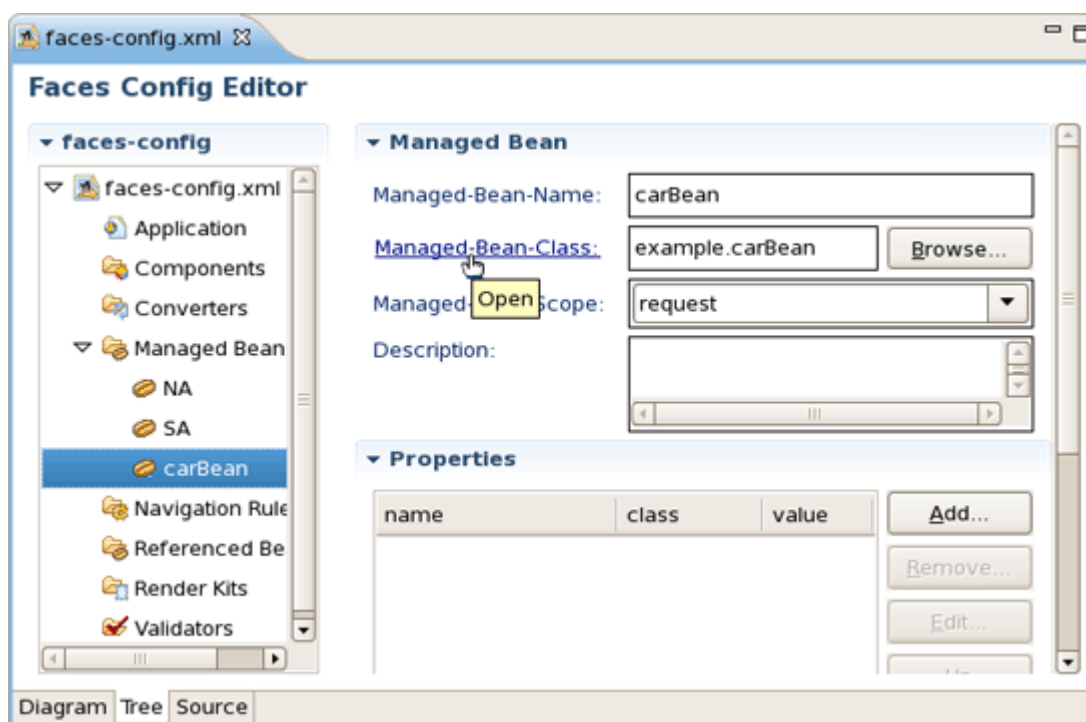 faces-config.xml
Faces Config Editor
faces-config
faces-config.xml
Application
Components
Converters
Managed Bean
NA
SA
carBean
Navigation Rule
Referenced Be
Render Kits
Validators
Managed Bean
Managed-Bean-Name: carBean
Managed-Bean-Class: example.carBean Browse...
Open
Managed- Scope: request
Description:
Properties
name class value Add...
Remove...
Edit...
Diagram Tree Source